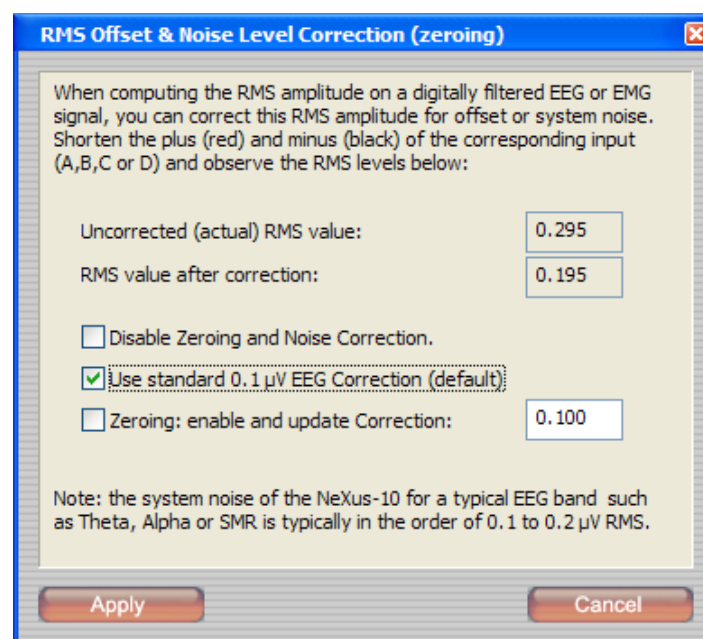 RMS Offset & Noise Level Correction (zeroing)
When computing the RMS amplitude on a digitally filtered EEG or EMG
signal, you can correct this RMS amplitude for offset or system noise.
Shorten the plus (red) and minus (black) of the corresponding input
(A,B,C or D) and observe the RMS levels below:
Uncorrected (actual) RMS value: 0.295
RMS value after correction: 0.195
Disable Zeroing and Noise Correction.
Use standard 0.1 µV EEG Correction (default)
Zeroing: enable and update Correction: 0.100
Note: the system noise of the NeXus-10 for a typical EEG band such
as Theta, Alpha or SMR is typically in the order of 0.1 to 0.2 µV RMS.
Apply Cancel